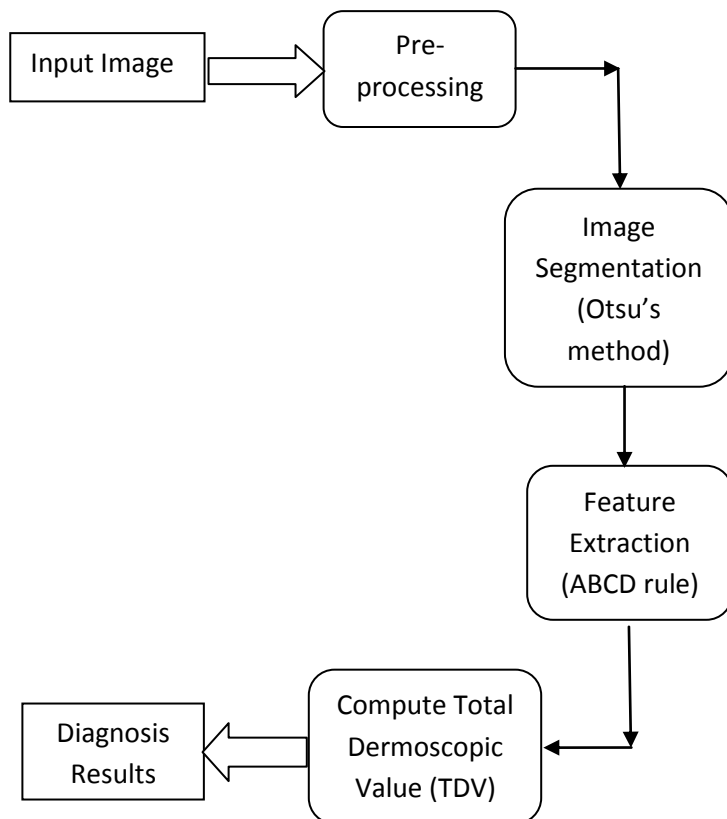 Input Image
Pre-
processing
Image
Segmentation
(Otsu’s
method)
Feature
Extraction
(ABCD rule)
Compute Total
Dermoscopic
Value (TDV)
Diagnosis
Results